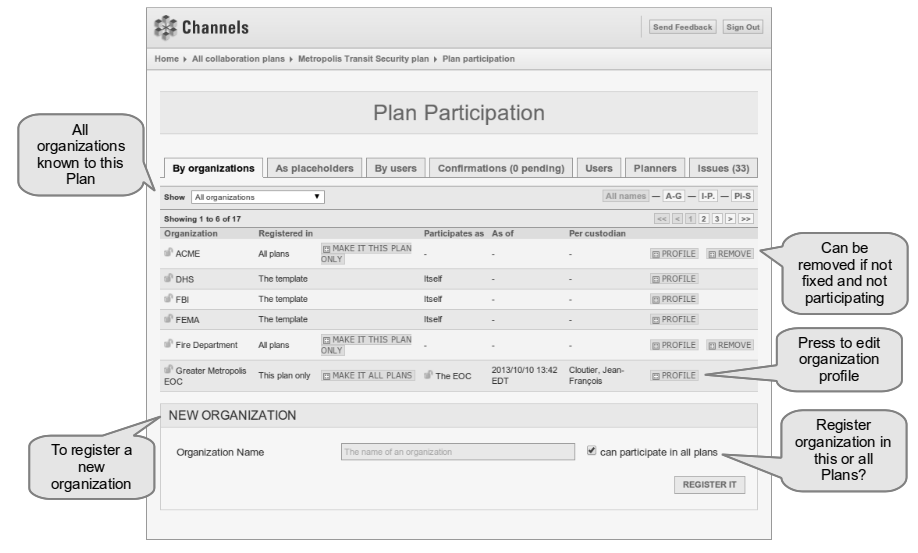 Channels
Send Feedback Sign Out
Home All collaboration plans Metropolis Transit Security plan Plan participation
Plan Participation
All
organizations
known to this
Plan
By organizations As placeholders By users Confirmations (0 pending) Users Planners Issues (33)
Show All organizations All names — A-G — I-P. — Pl-S
Showing 1 to 6 of 17 << < 1 2 3 > >>
Organization Registered in Participates as As of Per custodian
ACME All plans MAKE IT THIS PLAN ONLY - - - PROFILE REMOVE
DHS The template Itself - - PROFILE
FBI The template Itself - - PROFILE
FEMA The template Itself - - PROFILE
Fire Department All plans MAKE IT THIS PLAN ONLY - - - PROFILE REMOVE
Greater Metropolis EOC This plan only MAKE IT ALL PLANS The EOC 2013/10/10 13:42 EDT Cloutier, Jean-François PROFILE
Can be
removed if not
fixed and not
participating
Press to edit
organization
profile
NEW ORGANIZATION
Organization Name The name of an organization can participate in all plans
REGISTER IT
To register a
new
organization
Register
organization in
this or all
Plans?